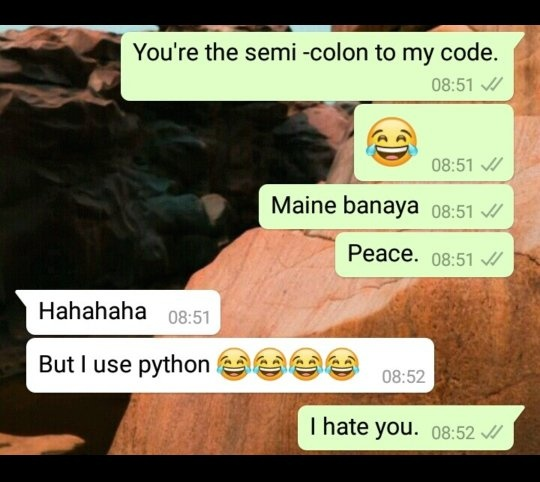 You're the semi -colon to my code.
08:51
😂
08:51
Maine banaya 08:51
Peace. 08:51
Hahahaha 08:51
But I use python 😂😂😂😂
08:52
I hate you. 08:52